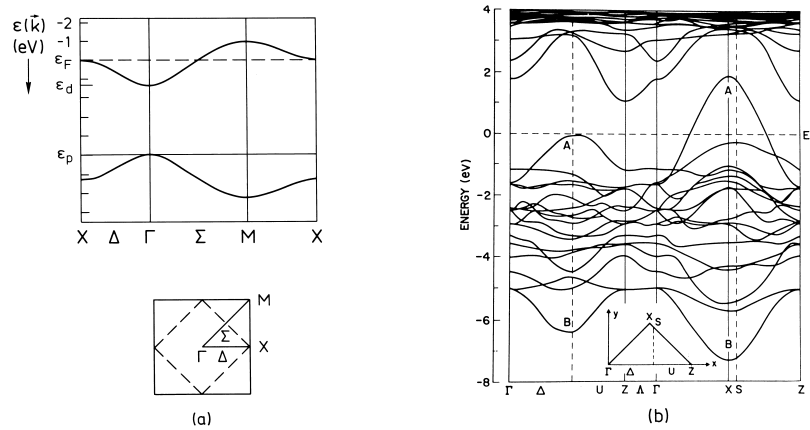 ε(k⃗)
(eV)
-2
-1
εF
εd
εp
X Δ Γ Σ M X
M
Σ
Γ Δ X
(a)
ENERGY (eV)
4
2
0
-2
-4
-6
-8
A
A
E
B
B
y
X S
Γ Δ U Z x
Γ Δ U Z Λ Γ X S Z
(b)